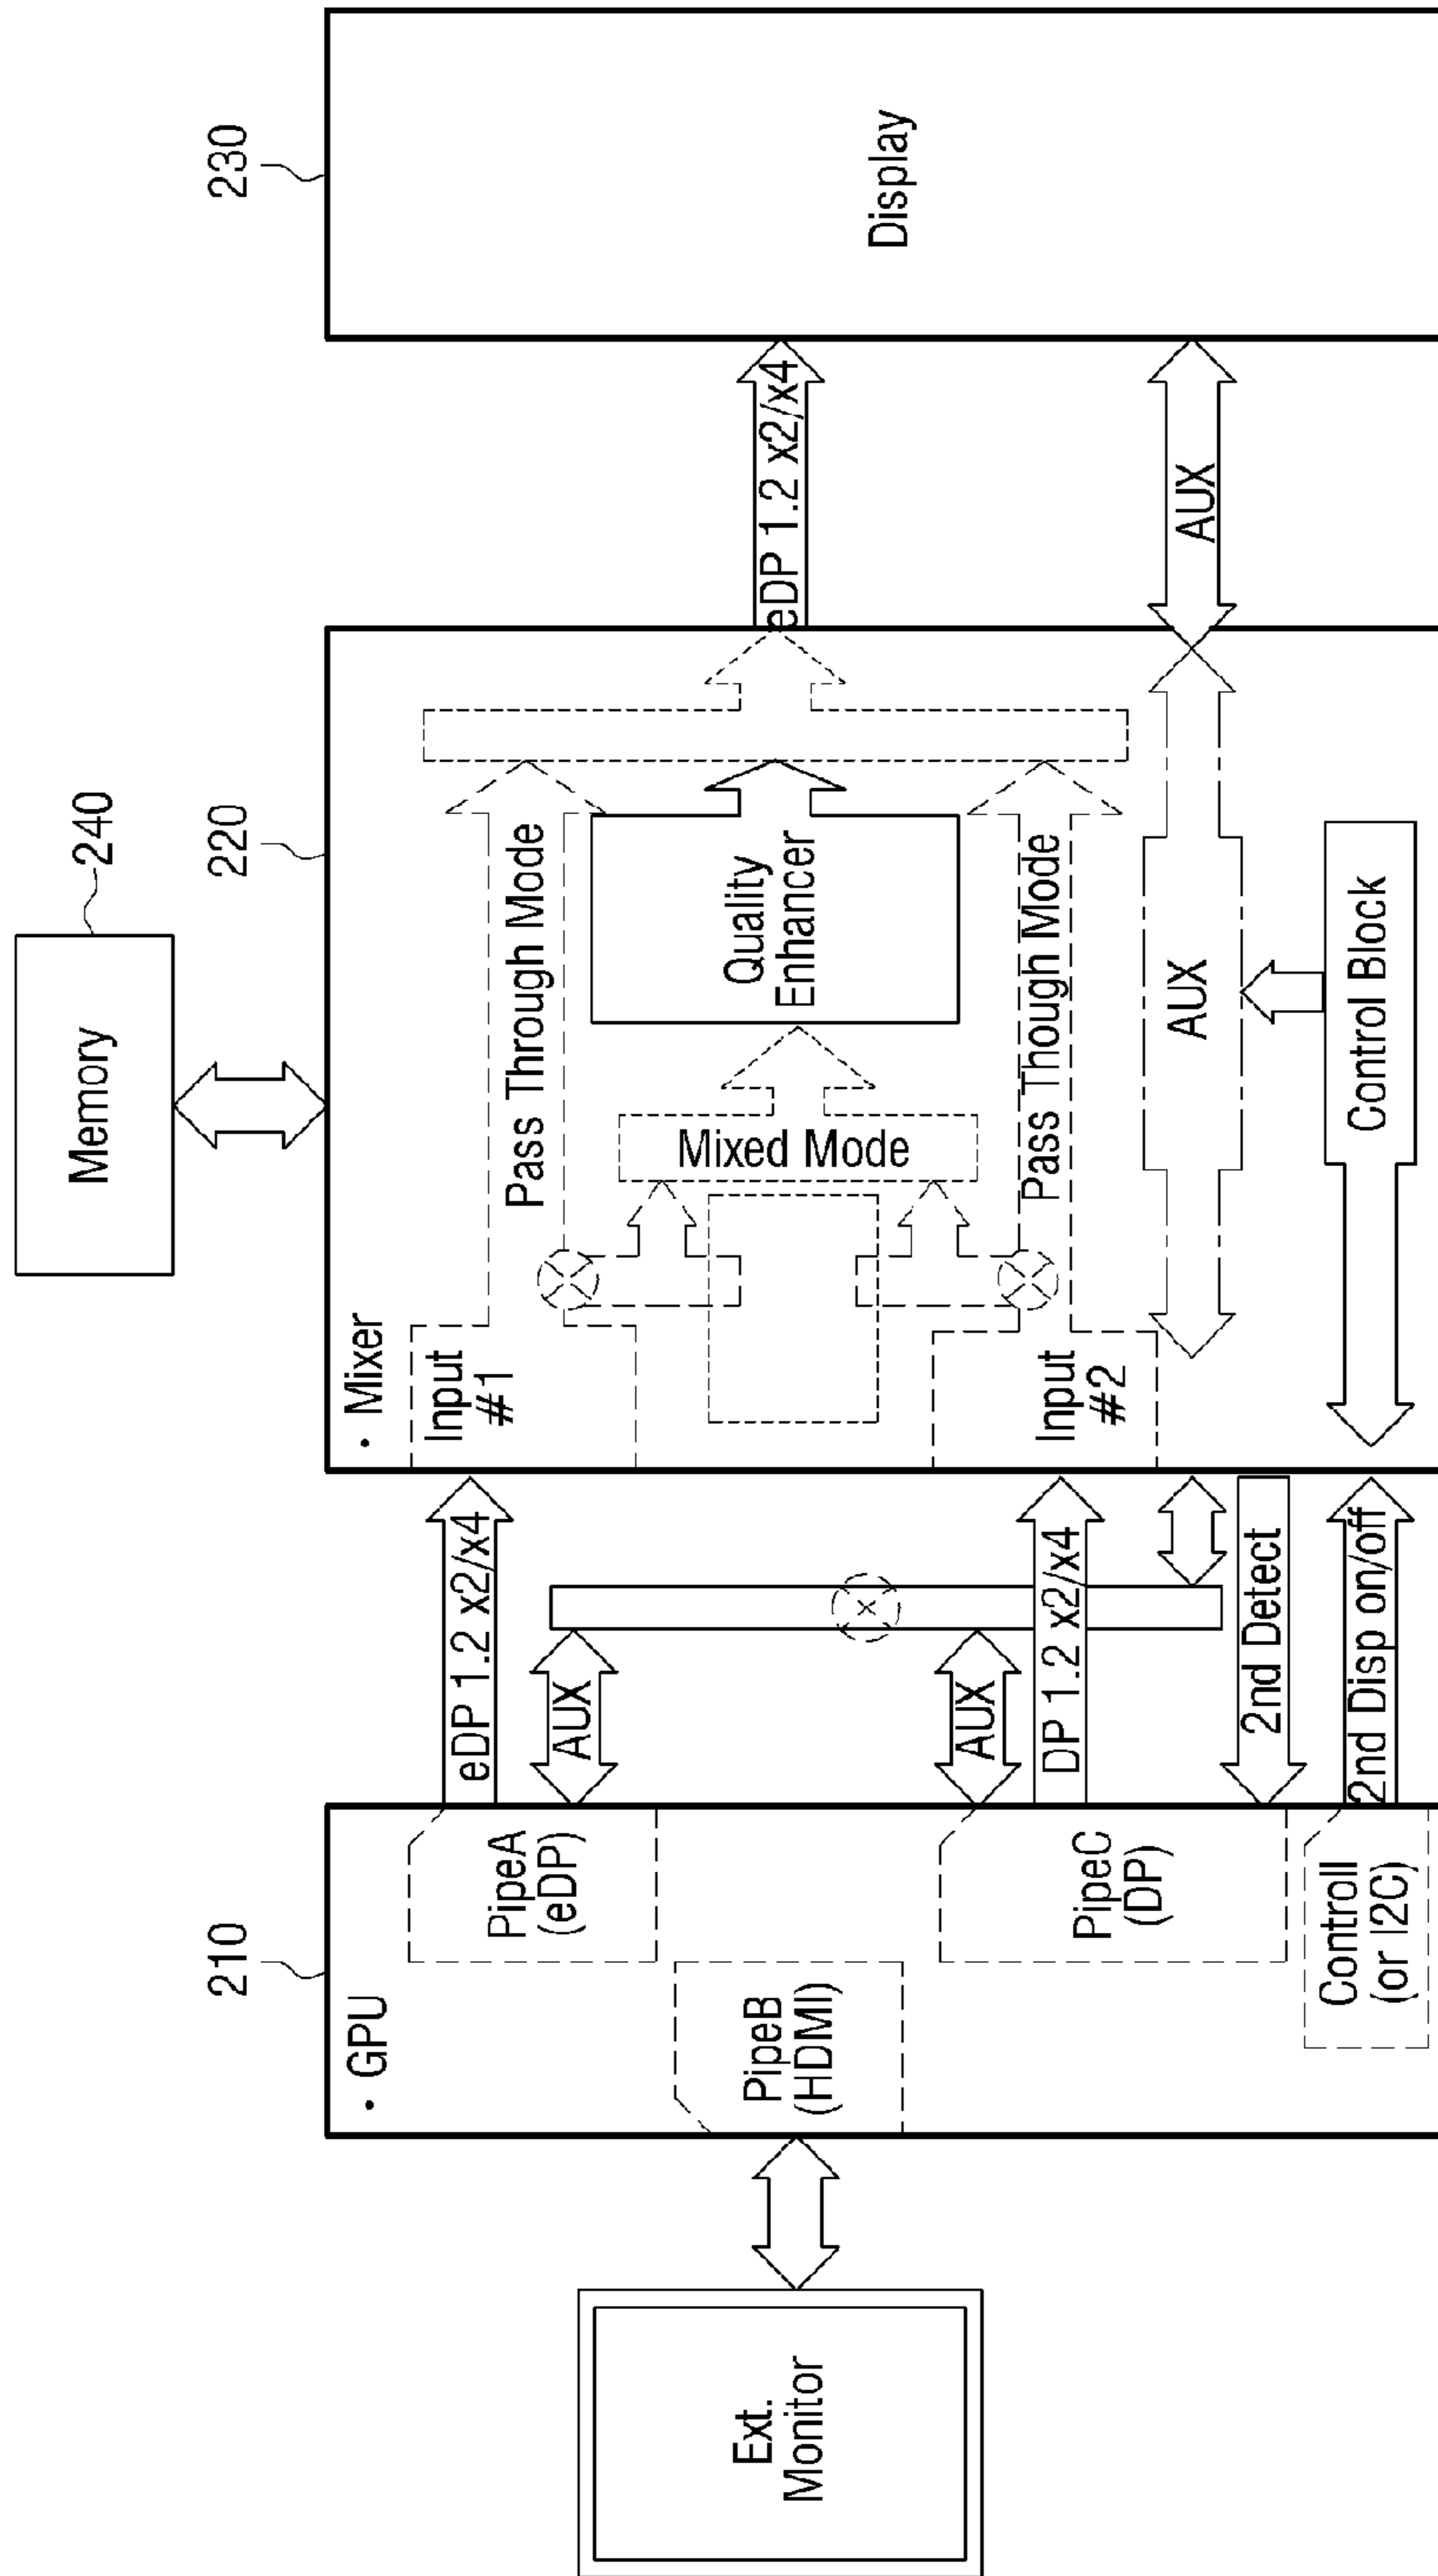 Memory
240
210
220
230
• GPU
• Mixer
Ext.
Monitor
PipeA
(eDP)
PipeB
(HDMI)
PipeC
(DP)
Controll
(or I2C)
eDP 1.2 x2/x4
AUX
AUX
DP 1.2 x2/x4
2nd Detect
2nd Disp on/off
Input
#1
Pass Through Mode
Mixed Mode
Quality
Enhancer
Input
#2
Pass Though Mode
AUX
Control Block
eDP 1.2 x2/x4
AUX
Display